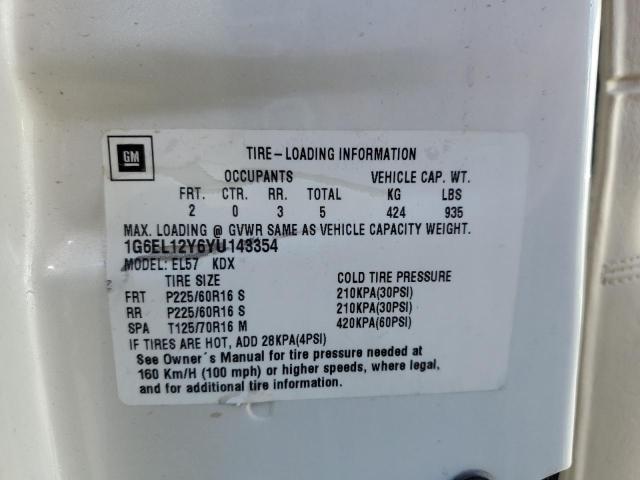 GM
TIRE-LOADING INFORMATION
OCCUPANTS VEHICLE CAP. WT.
FRT. CTR. RR. TOTAL KG LBS
2 0 3 5 424 935
MAX. LOADING @ GVWR SAME AS VEHICLE CAPACITY WEIGHT.
1G6EL12Y6YU143354
MODEL: EL57 KDX
TIRE SIZE COLD TIRE PRESSURE
FRT P225/60R16 S 210KPA(30PSI)
RR P225/60R16 S 210KPA(30PSI)
SPA T125/70R16 M 420KPA(60PSI)
IF TIRES ARE HOT, ADD 28KPA(4PSI)
See Owner´s Manual for tire pressure needed at
160 Km/H (100 mph) or higher speeds, where legal,
and for additional tire information.